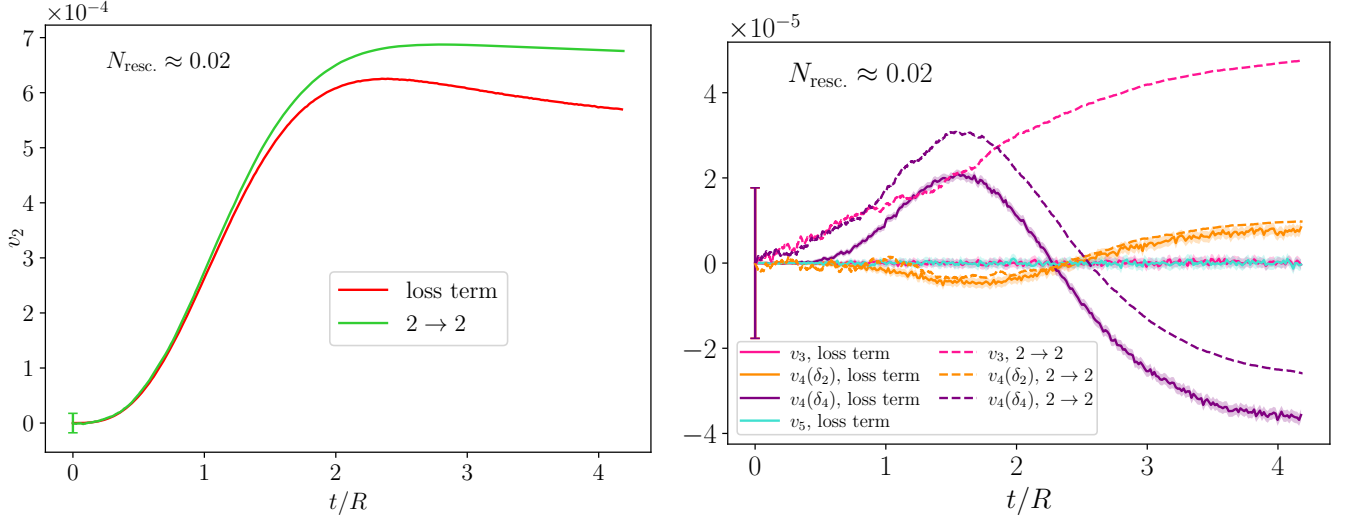 ×10⁻⁴
7
6
5
4
3
2
1
0
v₂
N_resc. ≈ 0.02
loss term
2 → 2
0
1
2
3
4
t/R
×10⁻⁵
4
2
0
−2
−4
N_resc. ≈ 0.02
v₃, loss term
v₄(δ₂), loss term
v₄(δ₄), loss term
v₅, loss term
v₃, 2 → 2
v₄(δ₂), 2 → 2
v₄(δ₄), 2 → 2
0
1
2
3
4
t/R